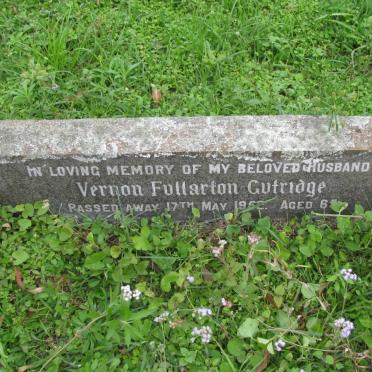 IN LOVING MEMORY OF MY BELOVED HUSBAND
Vernon Fullarton Gutridge
PASSED AWAY 17TH MAY AGED